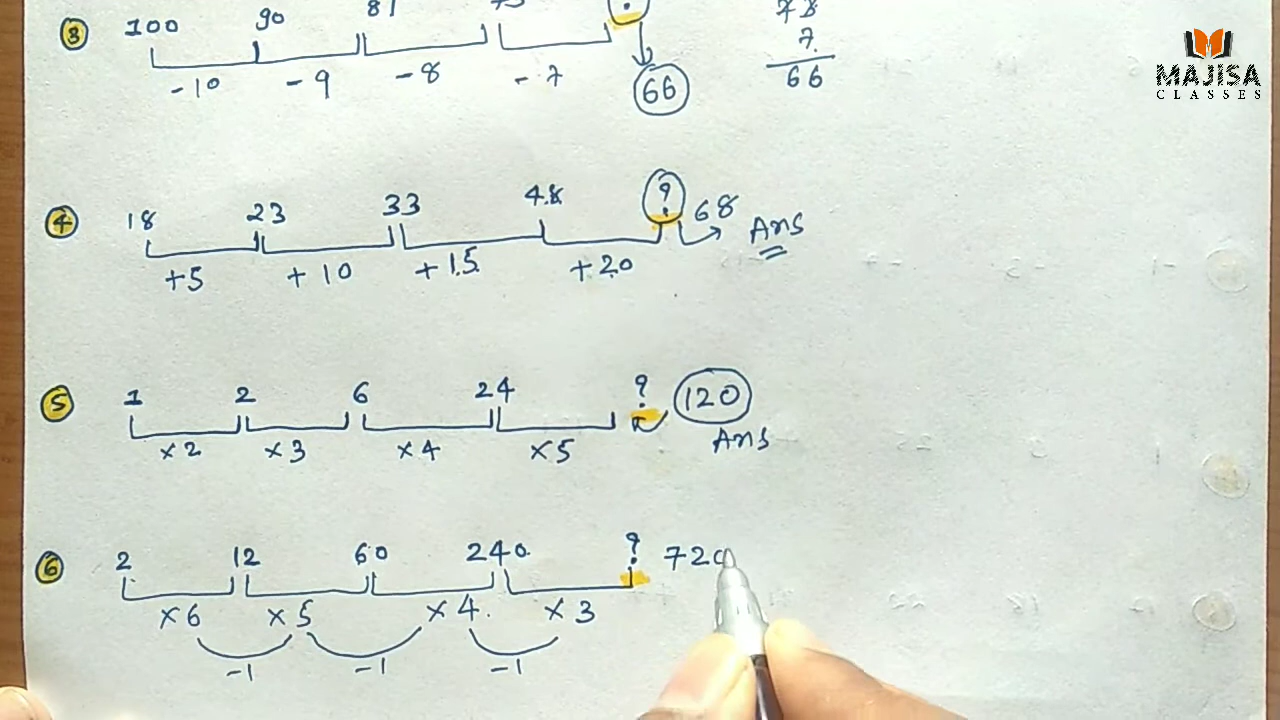 3 100 90 81 73 ? 73
-10 -9 -8 -7 7
66 66
MAJISA
CLASSES
4 18 23 33 48 ? 68 Ans
+5 +10 +15 +20
5 1 2 6 24 ? 120
×2 ×3 ×4 ×5 Ans
6 2 12 60 240 ? 720
×6 ×5 ×4 ×3
-1 -1 -1